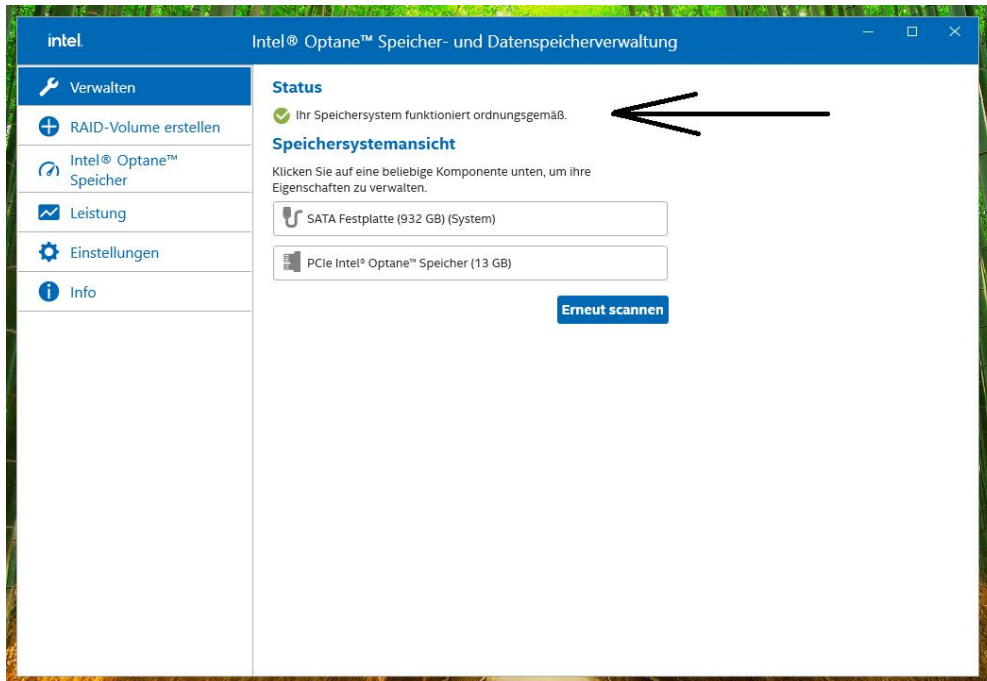 intel.
Intel® Optane™ Speicher- und Datenspeicherverwaltung
Verwalten
RAID-Volume erstellen
Intel® Optane™
Speicher
Leistung
Einstellungen
Info
Status
Ihr Speichersystem funktioniert ordnungsgemäß.
Speichersystemansicht
Klicken Sie auf eine beliebige Komponente unten, um ihre
Eigenschaften zu verwalten.
SATA Festplatte (932 GB) (System)
PCIe Intel® Optane™ Speicher (13 GB)
Erneut scannen